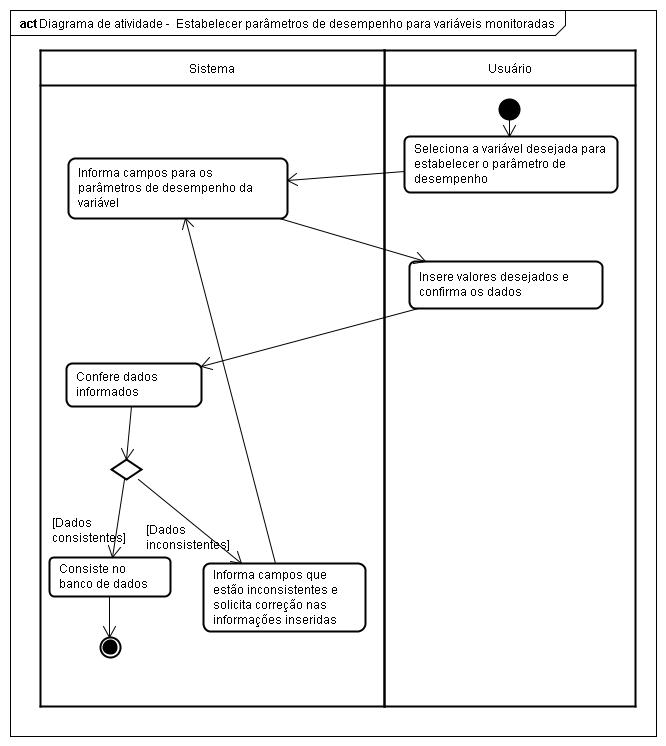 act Diagrama de atividade - Estabelecer parâmetros de desempenho para variáveis monitoradas
Sistema
Usuário
Seleciona a variável desejada para
estabelecer o parâmetro de
desempenho
Informa campos para os
parâmetros de desempenho da
variável
Insere valores desejados e
confirma os dados
Confere dados
informados
[Dados
consistentes]
[Dados
inconsistentes]
Consiste no
banco de dados
Informa campos que
estão inconsistentes e
solicita correção nas
informações inseridas